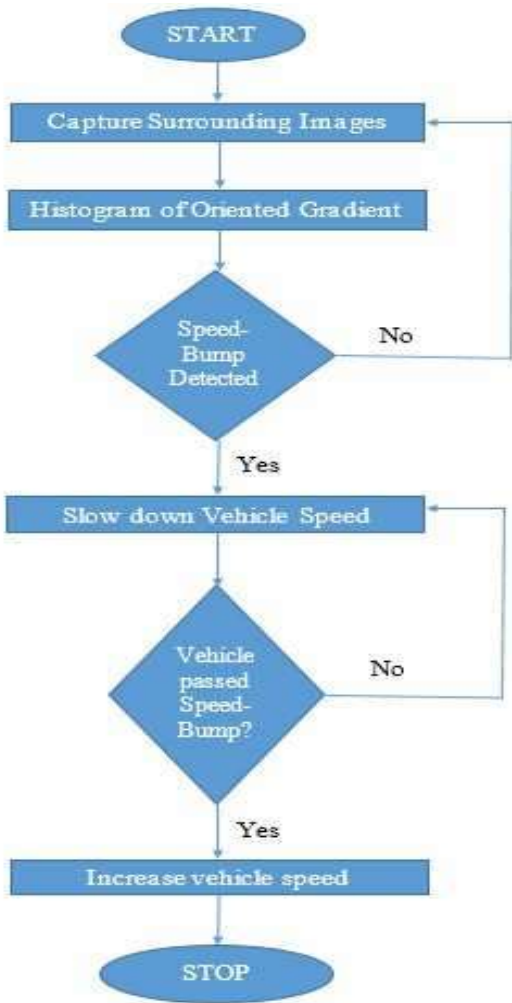 START
Capture Surrounding Images
Histogram of Oriented Gradient
Speed-
Bump
Detected
No
Yes
Slow down Vehicle Speed
Vehicle
passed
Speed-
Bump?
No
Yes
Increase vehicle speed
STOP